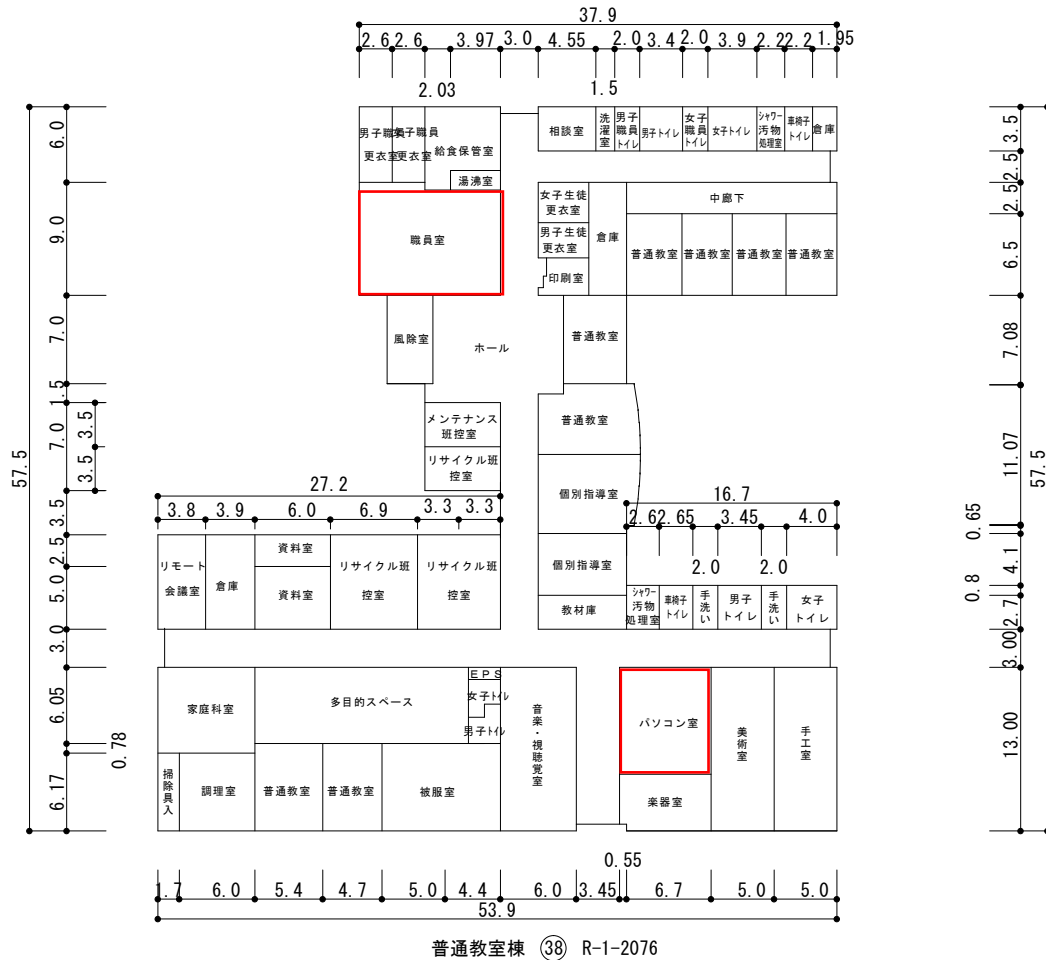 37.9
2.6 2.6 3.97 3.0 4.55 2.0 3.4 2.0 3.9 2.2 2.2 1.95
2.03 1.5
6.0
9.0
7.0
1.5
7.0
3.5
3.5
3.5
2.5
5.0
3.0
6.05
0.78
6.17
57.5
男子職員
更衣室
女子職員
更衣室
給食保管室
湯沸室
職員室
風除室
ホール
メンテナンス
班控室
リサイクル班
控室
相談室
洗濯室
男子
職員
トイレ
男子トイレ
女子
職員
トイレ
女子トイレ
シャワー
汚物
処理室
車椅子
トイレ
倉庫
女子生徒
更衣室
男子生徒
更衣室
印刷室
倉庫
中廊下
普通教室 普通教室 普通教室 普通教室
普通教室
普通教室
個別指導室
個別指導室
教材庫
27.2
3.8 3.9 6.0 6.9 3.3 3.3
リモート
会議室
倉庫
資料室
資料室
リサイクル班
控室
リサイクル班
控室
16.7
2.6 2.65 3.45 4.0
2.0 2.0
シャワー
汚物
処理室
車椅子
トイレ
手洗い
男子
トイレ
手洗い
女子
トイレ
家庭科室
多目的スペース
EPS
女子トイレ
男子トイレ
音楽・視聴覚室
パソコン室
美術室
手工室
掃除具入
調理室
普通教室
普通教室
被服室
楽器室
3.5
2.5
2.5
6.5
7.08
11.07
0.65
4.1
0.8
2.7
3.00
13.00
57.5
0.55
1.7 6.0 5.4 4.7 5.0 4.4 6.0 3.45 6.7 5.0 5.0
53.9
普通教室棟 ㊳ R-1-2076